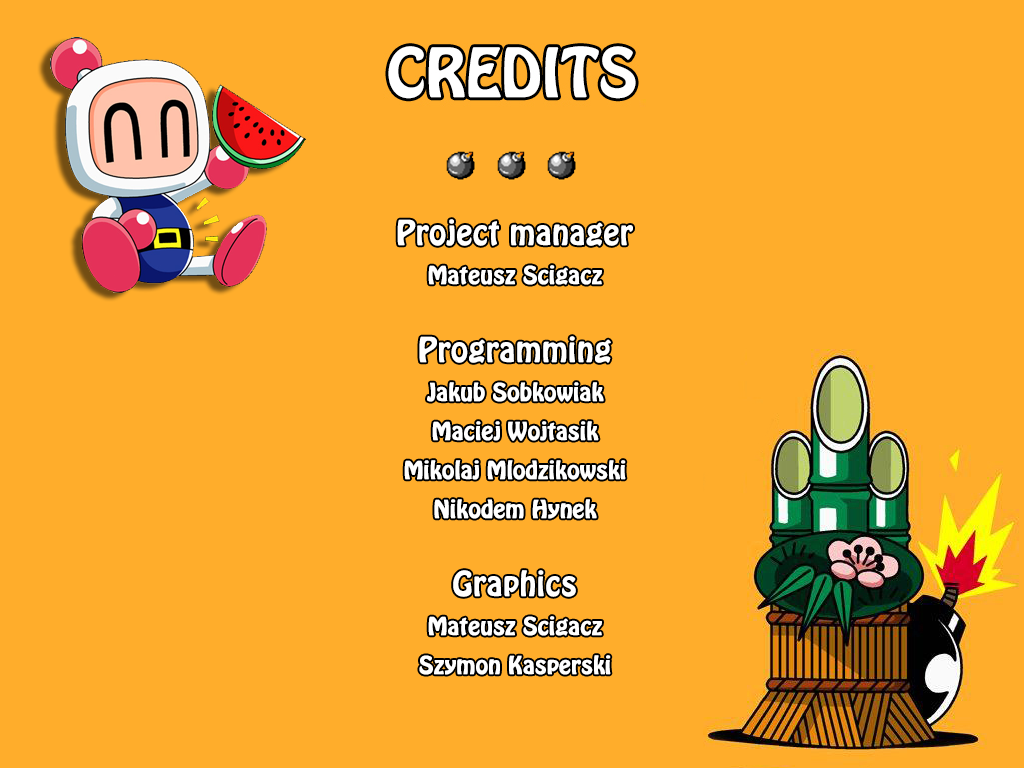 CREDITS
Project manager
Mateusz Scigacz
Programming
Jakub Sobkowiak
Maciej Wojtasik
Mikolaj Mlodzikowski
Nikodem Hynek
Graphics
Mateusz Scigacz
Szymon Kasperski